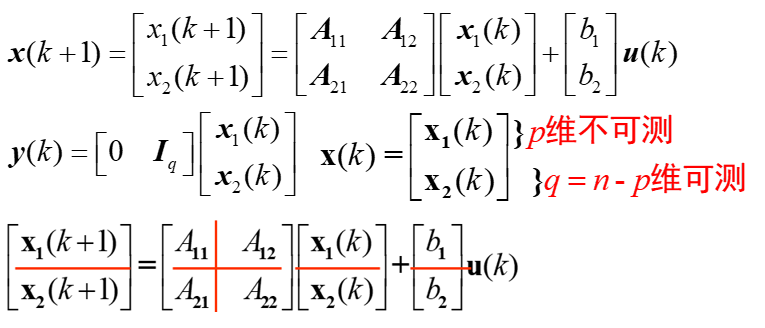 x(k+1) = [x₁(k+1); x₂(k+1)] = [A₁₁ A₁₂; A₂₁ A₂₂][x₁(k); x₂(k)] + [b₁; b₂]u(k)
y(k) = [0 I_q][x₁(k); x₂(k)] x(k) = [x₁(k); x₂(k)] }p维不可测 }q = n - p维可测
[x₁(k+1); x₂(k+1)] = [A₁₁ A₁₂; A₂₁ A₂₂][x₁(k); x₂(k)] + [b₁; b₂]u(k)